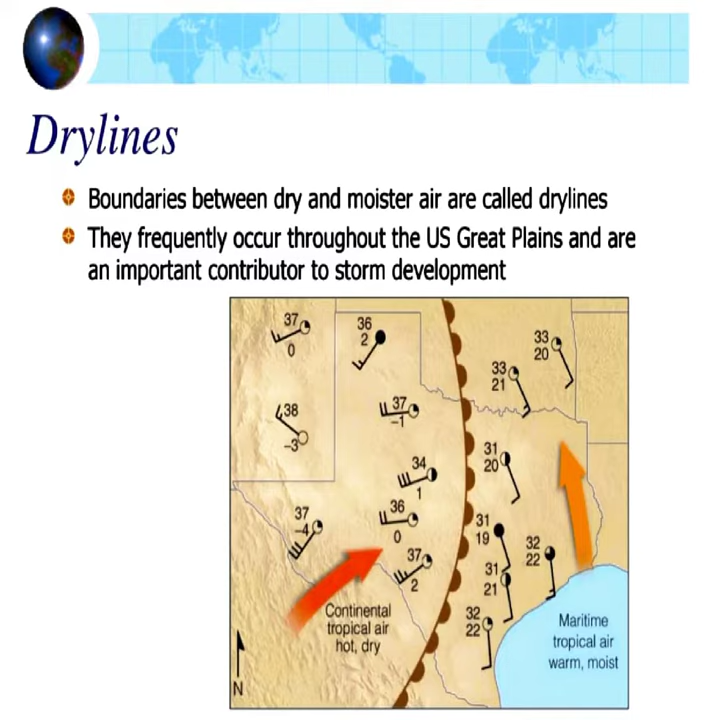 Drylines
Boundaries between dry and moister air are called drylines
They frequently occur throughout the US Great Plains and are
an important contributor to storm development
37
0
36
2
33
20
33
21
38
-3
37
-1
31
20
34
1
37
-4
36
0
31
19
32
22
37
2
31
21
32
22
Continental
tropical air
hot, dry
Maritime
tropical air
warm, moist
N